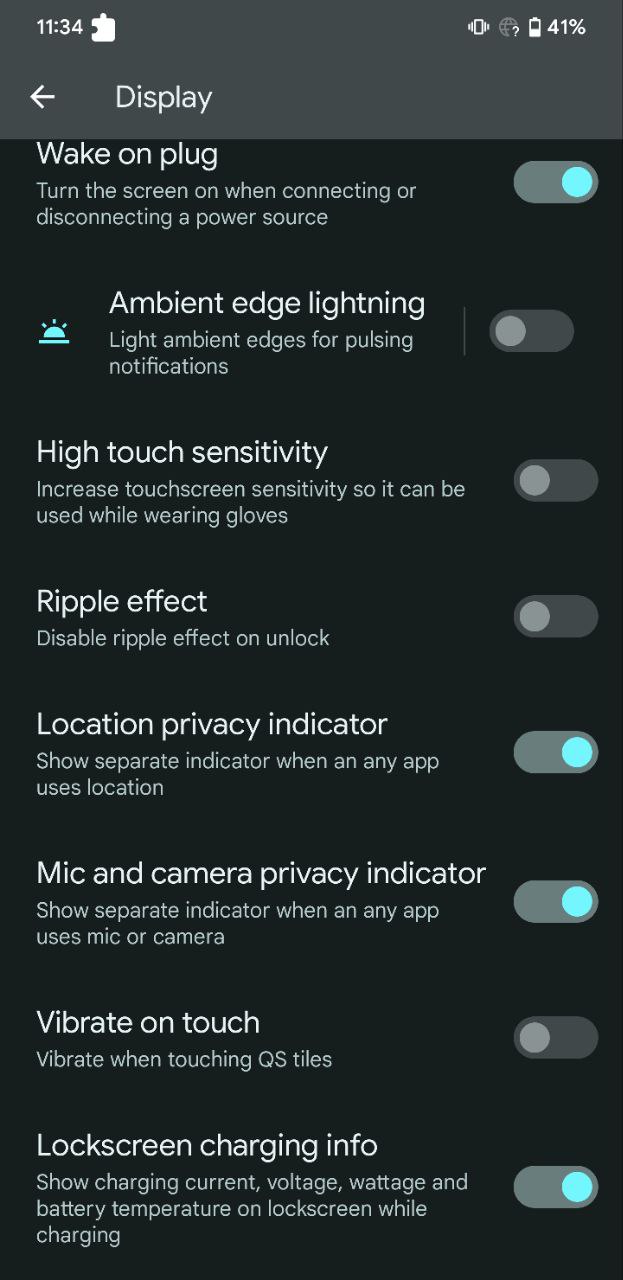 11:34
? 41%
Display
Wake on plug
Turn the screen on when connecting or
disconnecting a power source
Ambient edge lightning
Light ambient edges for pulsing
notifications
High touch sensitivity
Increase touchscreen sensitivity so it can be
used while wearing gloves
Ripple effect
Disable ripple effect on unlock
Location privacy indicator
Show separate indicator when an any app
uses location
Mic and camera privacy indicator
Show separate indicator when an any app
uses mic or camera
Vibrate on touch
Vibrate when touching QS tiles
Lockscreen charging info
Show charging current, voltage, wattage and
battery temperature on lockscreen while
charging